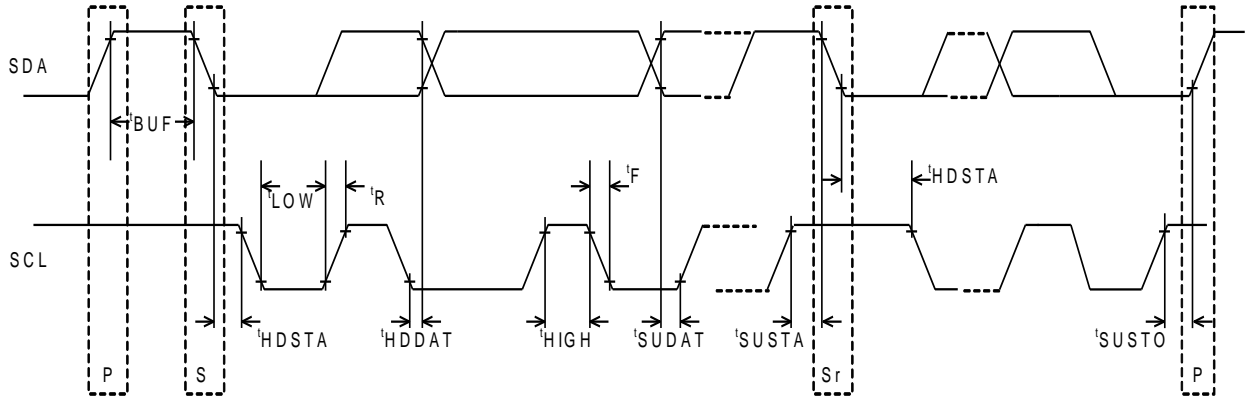 SDA
tBUF
tLOW
tR
tF
tHDSTA
SCL
tHDSTA
tHDDAT
tHIGH
tSUDAT
tSUSTA
tSUSTO
P
S
Sr
P